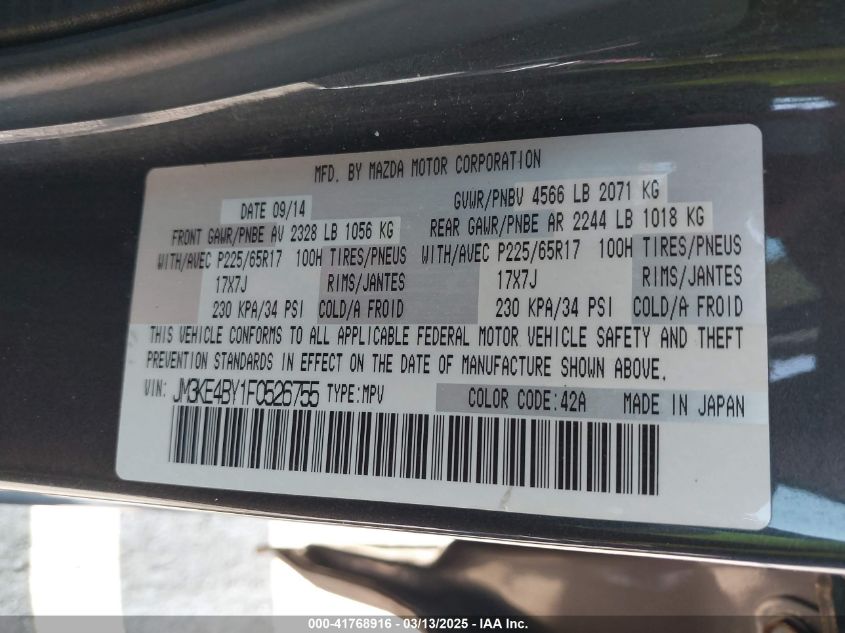 MFD. BY MAZDA MOTOR CORPORATION
DATE 09/14 GVWR/PNBV 4566 LB 2071 KG
FRONT GAWR/PNBE AV 2328 LB 1056 KG REAR GAWR/PNBE AR 2244 LB 1018 KG
WITH/AVEC P225/65R17 100H TIRES/PNEUS WITH/AVEC P225/65R17 100H TIRES/PNEUS
17X7J RIMS/JANTES 17X7J RIMS/JANTES
230 KPA/34 PSI COLD/A FROID 230 KPA/34 PSI COLD/A FROID
THIS VEHICLE CONFORMS TO ALL APPLICABLE FEDERAL MOTOR VEHICLE SAFETY AND THEFT
PREVENTION STANDARDS IN EFFECT ON THE DATE OF MANUFACTURE SHOWN ABOVE.
VIN: JM3KE4BY1F0526755 TYPE:MPV COLOR CODE:42A MADE IN JAPAN
000-41768916 - 03/13/2025 - IAA Inc.